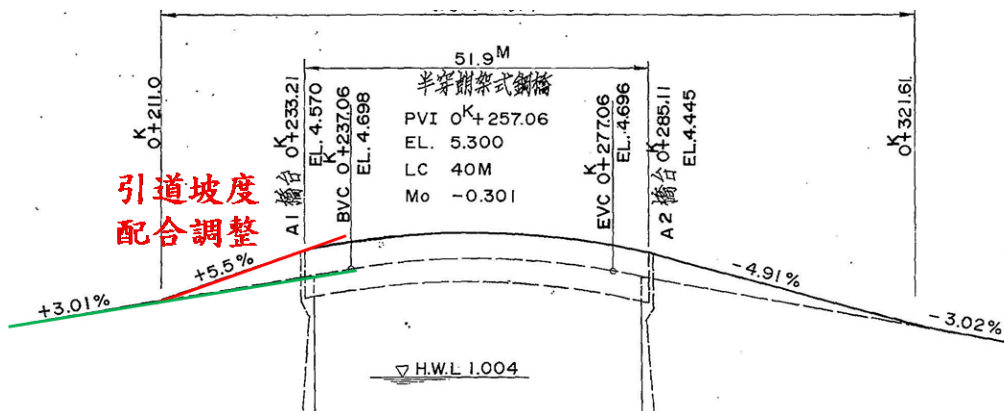 51.9M
半穿朗架式鋼橋
PVI 0K+257.06
EL. 5.300
LC 40M
Mo -0.301
0K+211.0
A1 橋台 0K+233.21
EL. 4.570
BVC 0K+237.06
EL. 4.698
EVC 0K+277.06
EL. 4.696
A2 橋台 0K+285.11
EL. 4.445
0K+321.61
引道坡度
配合調整
+5.5%
+3.01%
-4.91%
-3.02%
▽ H.W.L 1.004